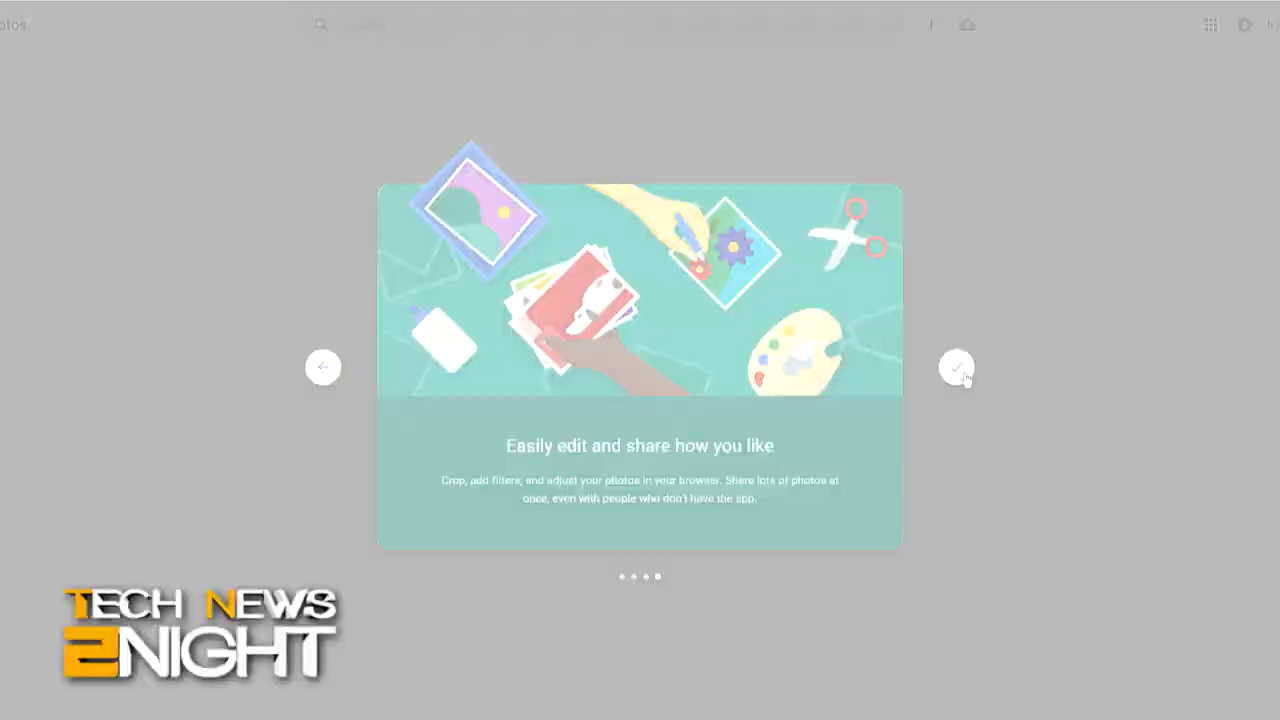 otos
Easily edit and share how you like
Crop, add filters, and adjust your photos in your browser. Share lots of photos at
once, even with people who don't have the app.
TECH NEWS
2NIGHT